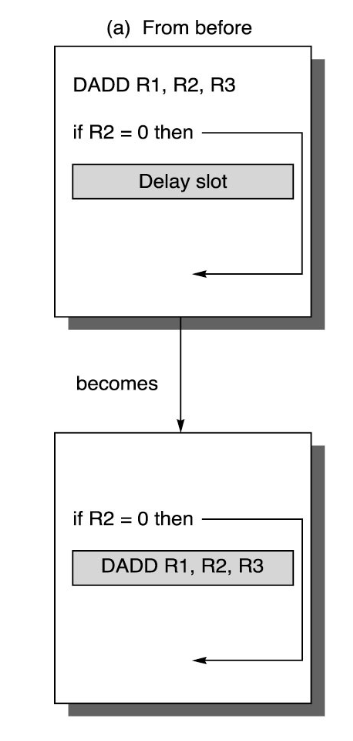 (a) From before
DADD R1, R2, R3
if R2 = 0 then
Delay slot
becomes
if R2 = 0 then
DADD R1, R2, R3